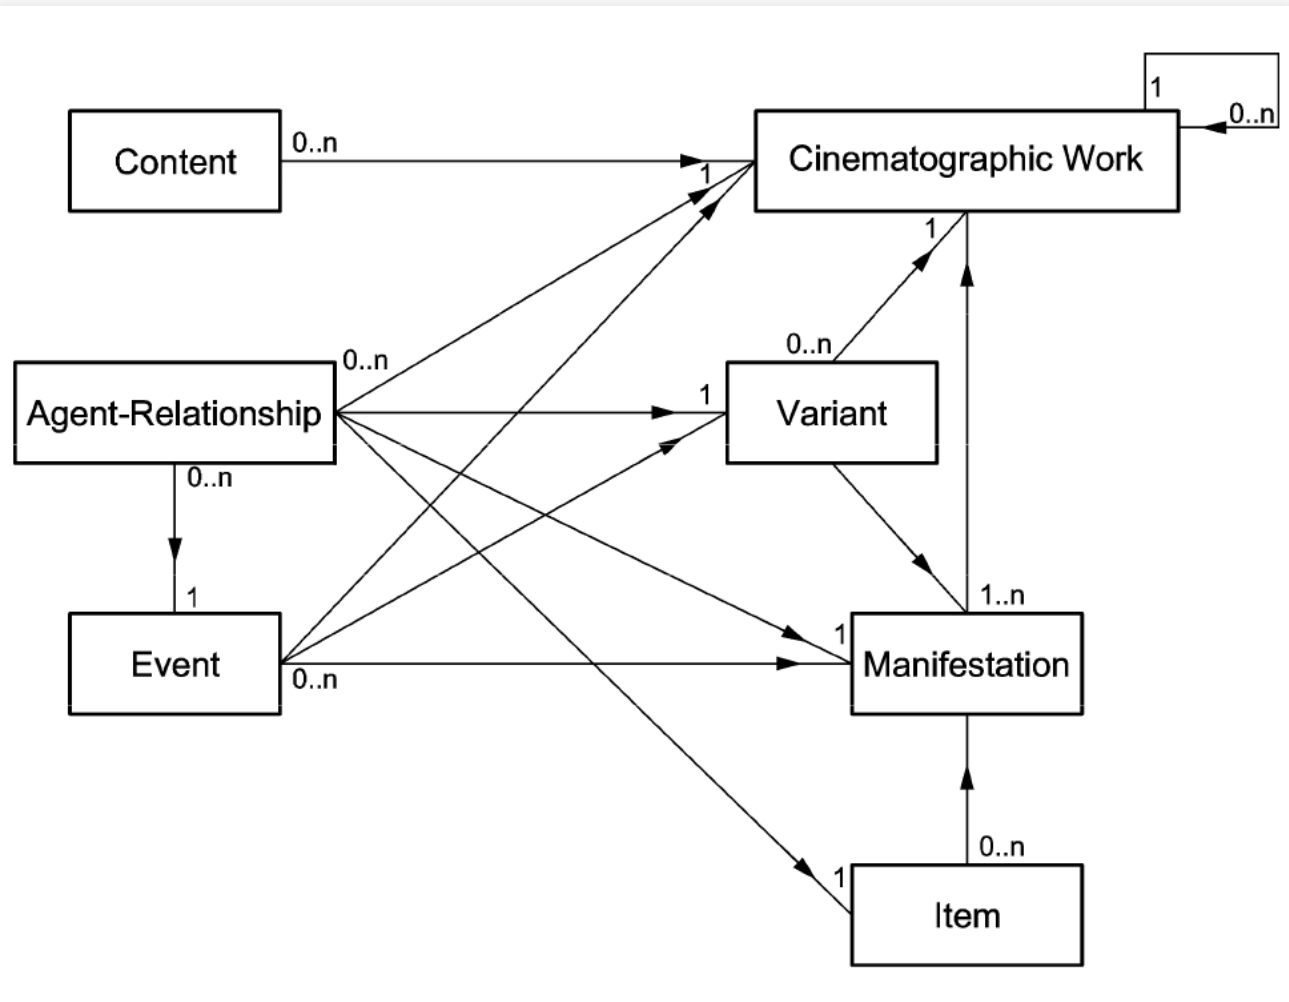 1
0..n
Content
0..n
1
Cinematographic Work
1
0..n
0..n
1
Agent-Relationship
Variant
0..n
1
1..n
Event
0..n
1
Manifestation
0..n
1
Item